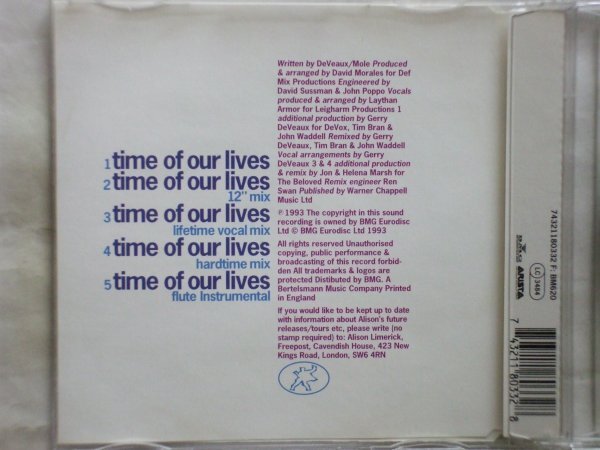 1 time of our lives
2 time of our lives
12" mix
3 time of our lives
lifetime vocal mix
4 time of our lives
hardtime mix
5 time of our lives
flute Instrumental
Written by DeVeaux/Mole Produced
& arranged by David Morales for Def
Mix Productions Engineered by
David Sussman & John Poppo Vocals
produced & arranged by Laythan
Armor for Leigharm Productions 1
additional production by Gerry
DeVeaux for DeVox, Tim Bran &
John Waddell Remixed by Gerry
DeVeaux, Tim Bran & John Waddell
Vocal arrangements by Gerry
DeVeaux 3 & 4 additional production
& remix by Jon & Helena Marsh for
The Beloved Remix engineer Ren
Swan Published by Warner Chappell
Music Ltd
℗ 1993 The copyright in this sound
recording is owned by BMG Eurodisc
Ltd © BMG Eurodisc Ltd 1993
All rights reserved Unauthorised
copying, public performance &
broadcasting of this record forbid-
den All trademarks & logos are
protected Distibuted by BMG. A
Bertelsmann Music Company Printed
in England
If you would like to be kept up to date
with information about Alison's future
releases/tours etc, please write (no
stamp required) to: Alison Limerick,
Freepost, Cavendish House, 423 New
Kings Road, London, SW6 4RN
74321180332 F: BM620
LC
3484
ARISTA
7 43211 80332 8